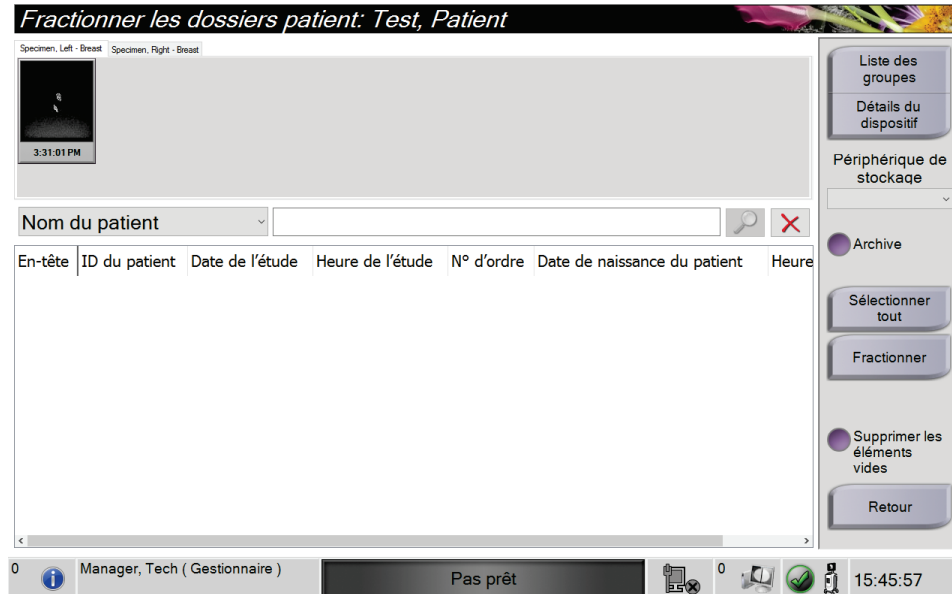 Fractionner les dossiers patient: Test, Patient
Specimen, Left - Breast Specimen, Right - Breast
3:31:01 PM
Nom du patient
En-tête ID du patient Date de l'étude Heure de l'étude N° d'ordre Date de naissance du patient Heure
Liste des
groupes
Détails du
dispositif
Périphérique de
stockage
Archive
Sélectionner
tout
Fractionner
Supprimer les
éléments
vides
Retour
0 Manager, Tech ( Gestionnaire ) Pas prêt 0 15:45:57